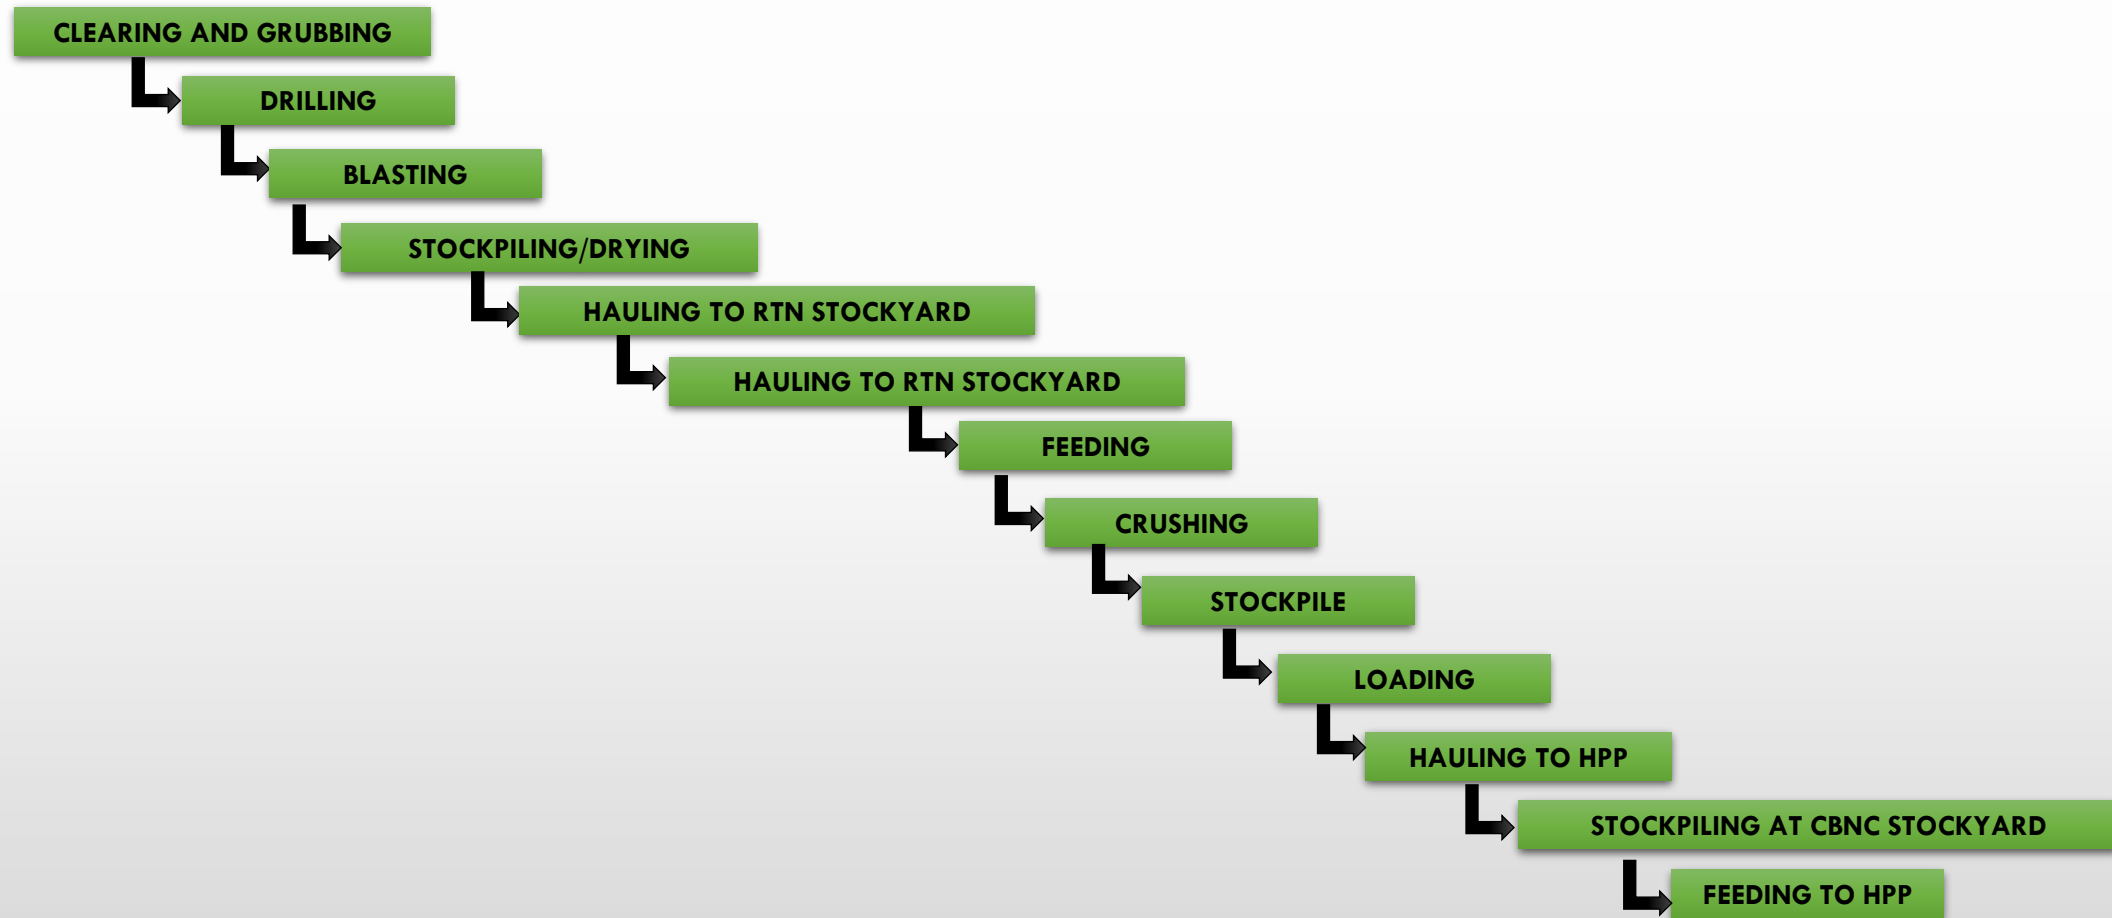 CLEARING AND GRUBBING
DRILLING
BLASTING
STOCKPILING/DRYING
HAULING TO RTN STOCKYARD
HAULING TO RTN STOCKYARD
FEEDING
CRUSHING
STOCKPILE
LOADING
HAULING TO HPP
STOCKPILING AT CBNC STOCKYARD
FEEDING TO HPP